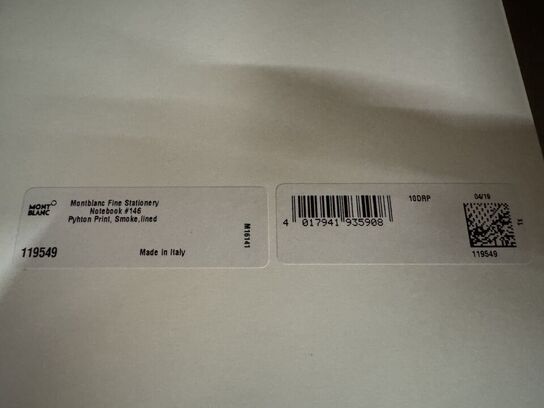 MONT
BLANC
Montblanc Fine Stationery
Notebook #146
Pyhton Print, Smoke,lined
119549
Made in Italy
M16141
4 017941 935908
10DRP
04/19
119549